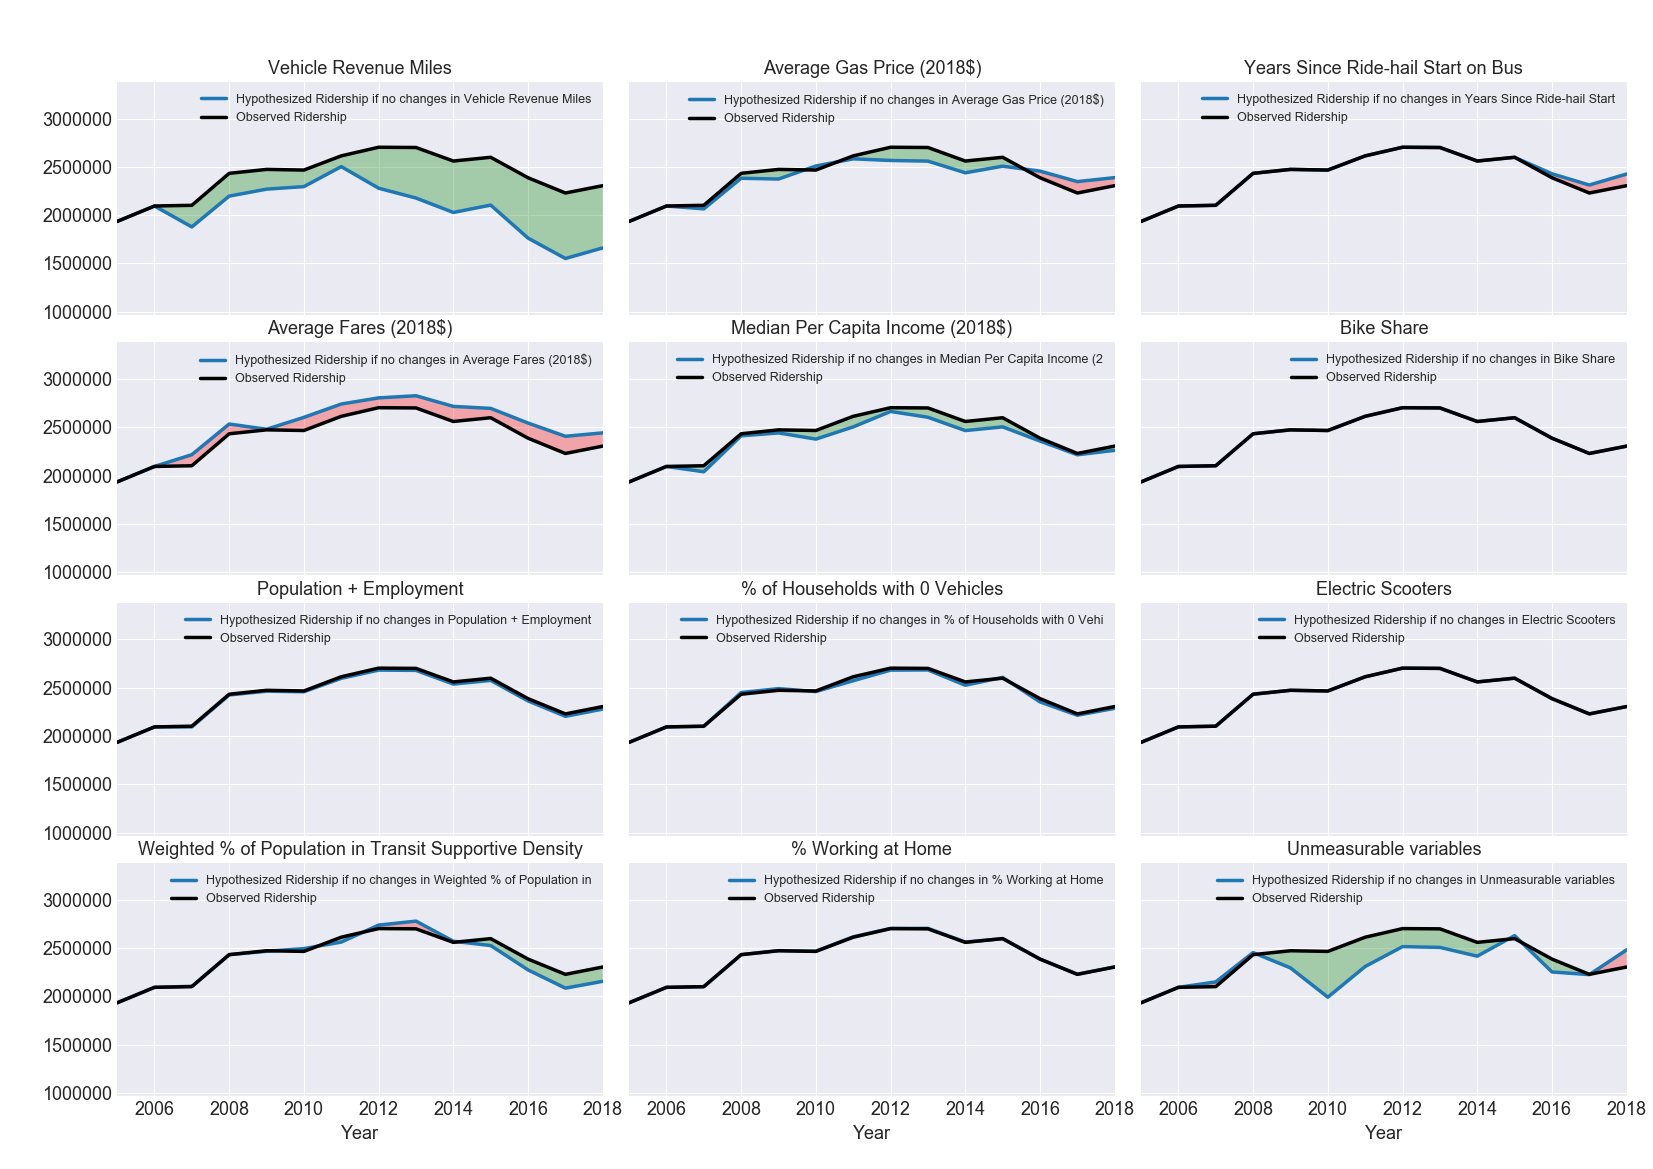 Vehicle Revenue Miles
Hypothesized Ridership if no changes in Vehicle Revenue Miles
Observed Ridership
3000000
2500000
2000000
1500000
1000000
Average Gas Price (2018$)
Hypothesized Ridership if no changes in Average Gas Price (2018$)
Observed Ridership
Years Since Ride-hail Start on Bus
Hypothesized Ridership if no changes in Years Since Ride-hail Start
Observed Ridership
Average Fares (2018$)
Hypothesized Ridership if no changes in Average Fares (2018$)
Observed Ridership
3000000
2500000
2000000
1500000
1000000
Median Per Capita Income (2018$)
Hypothesized Ridership if no changes in Median Per Capita Income (2
Observed Ridership
Bike Share
Hypothesized Ridership if no changes in Bike Share
Observed Ridership
Population + Employment
Hypothesized Ridership if no changes in Population + Employment
Observed Ridership
3000000
2500000
2000000
1500000
1000000
% of Households with 0 Vehicles
Hypothesized Ridership if no changes in % of Households with 0 Vehi
Observed Ridership
Electric Scooters
Hypothesized Ridership if no changes in Electric Scooters
Observed Ridership
Weighted % of Population in Transit Supportive Density
Hypothesized Ridership if no changes in Weighted % of Population in
Observed Ridership
3000000
2500000
2000000
1500000
1000000
2006 2008 2010 2012 2014 2016 2018
Year
% Working at Home
Hypothesized Ridership if no changes in % Working at Home
Observed Ridership
2006 2008 2010 2012 2014 2016 2018
Year
Unmeasurable variables
Hypothesized Ridership if no changes in Unmeasurable variables
Observed Ridership
2006 2008 2010 2012 2014 2016 2018
Year